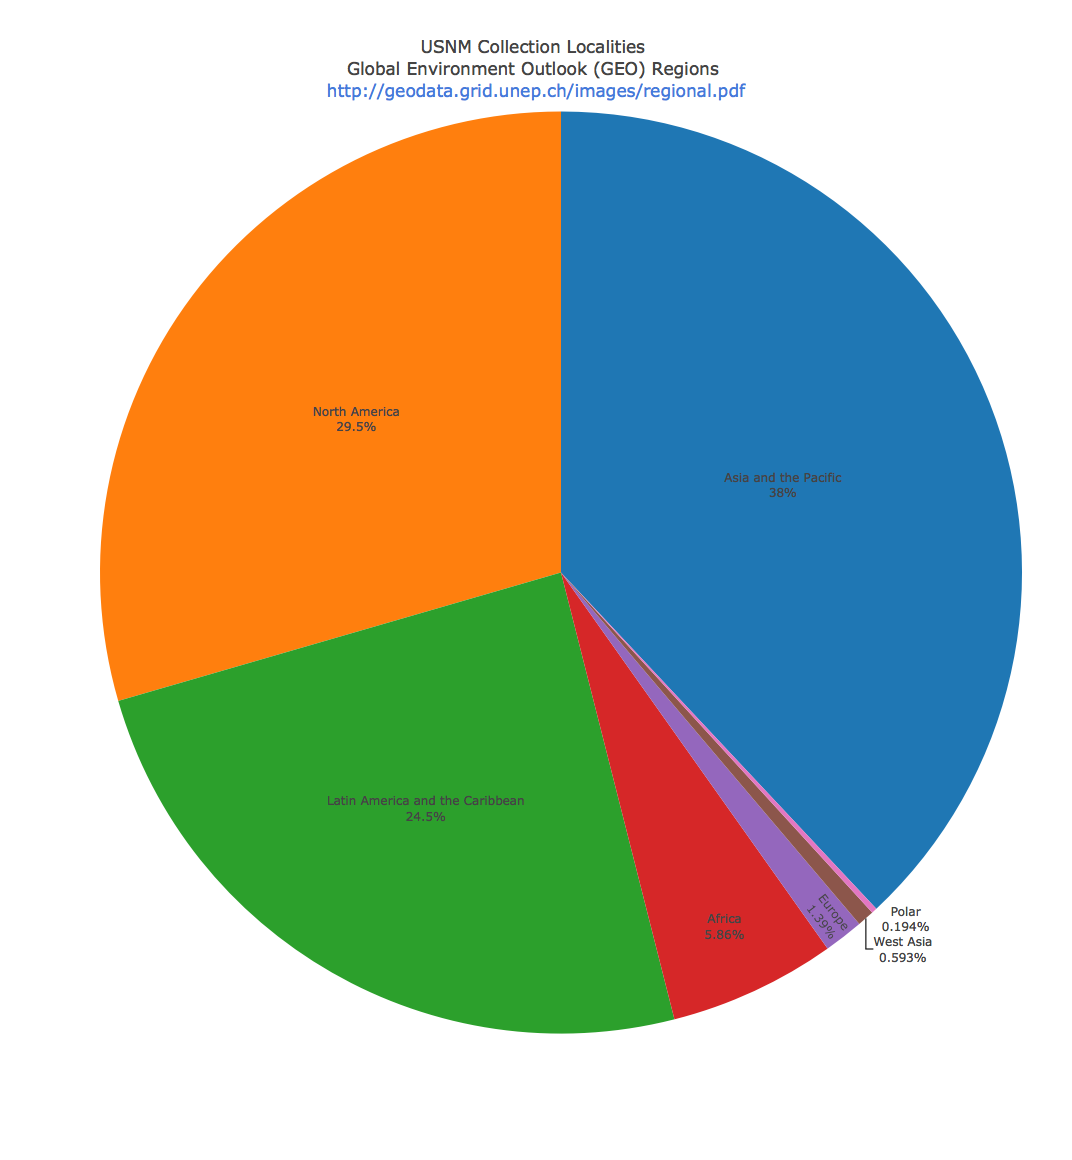 USNM Collection Localities
Global Environment Outlook (GEO) Regions
http://geodata.grid.unep.ch/images/regional.pdf
North America
29.5%
Asia and the Pacific
38%
Latin America and the Caribbean
24.5%
Africa
5.86%
Europe
1.39%
Polar
0.194%
West Asia
0.593%